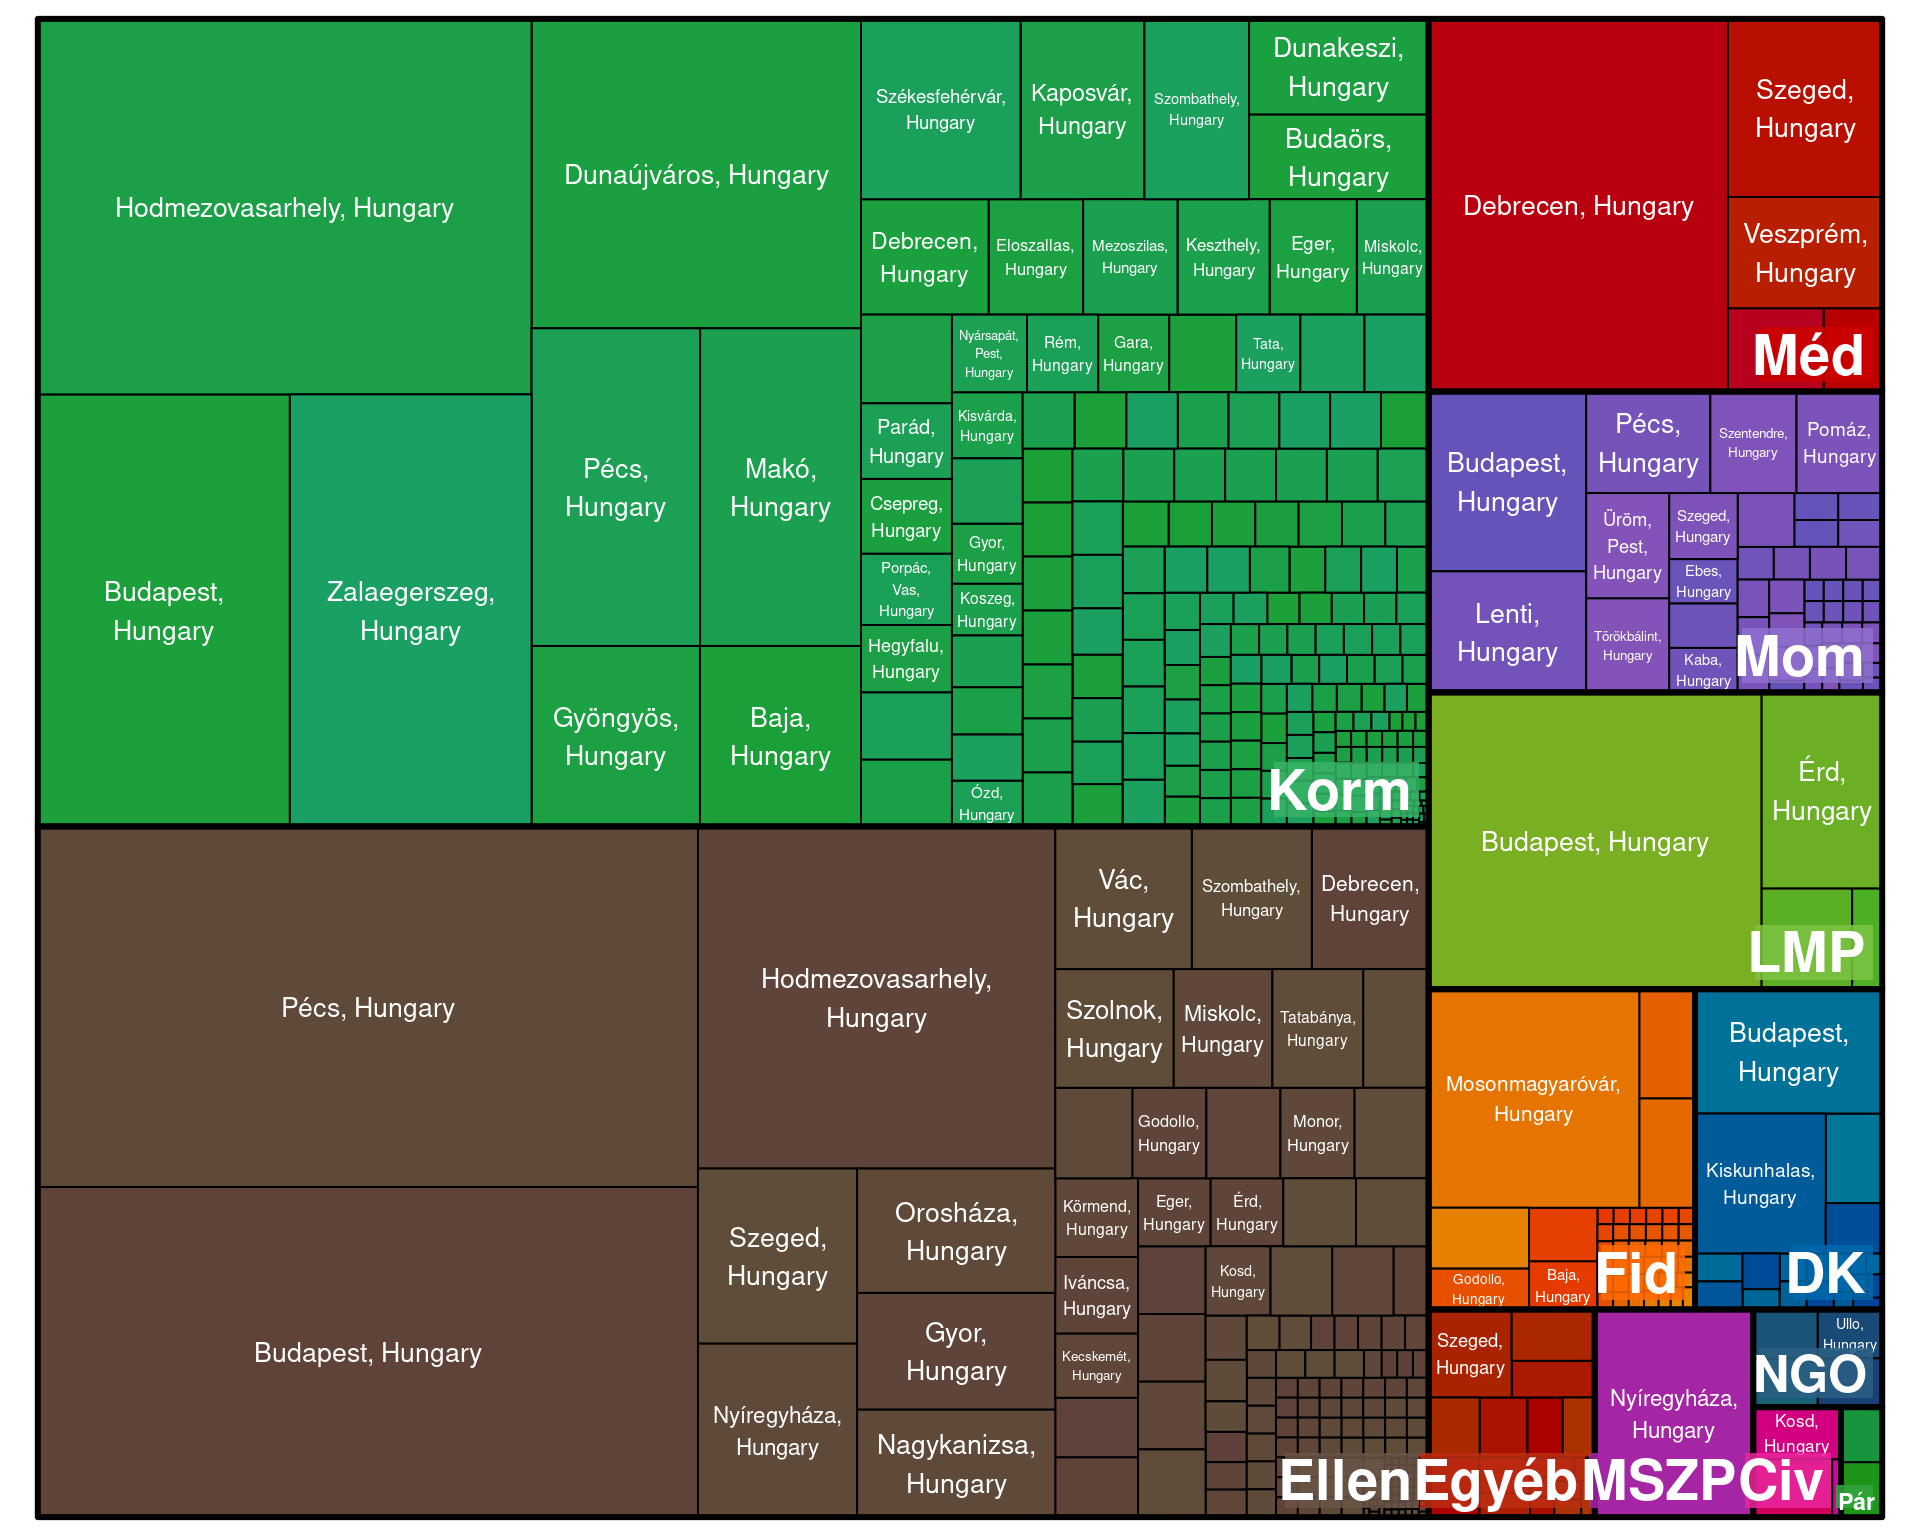 Hodmezovasarhely, Hungary
Dunaújváros, Hungary
Budapest,
Hungary
Zalaegerszeg,
Hungary
Pécs,
Hungary
Makó,
Hungary
Gyöngyös,
Hungary
Baja,
Hungary
Székesfehérvár,
Hungary
Kaposvár,
Hungary
Szombathely,
Hungary
Dunakeszi,
Hungary
Budaörs,
Hungary
Debrecen,
Hungary
Eloszallas,
Hungary
Mezoszilas,
Hungary
Keszthely,
Hungary
Eger,
Hungary
Miskolc,
Hungary
Nyársapát,
Pest,
Hungary
Rém,
Hungary
Gara,
Hungary
Tata,
Hungary
Parád,
Hungary
Kisvárda,
Hungary
Csepreg,
Hungary
Gyor,
Hungary
Porpác,
Vas,
Hungary
Koszeg,
Hungary
Hegyfalu,
Hungary
Ózd,
Hungary
Korm
Pécs, Hungary
Budapest, Hungary
Hodmezovasarhely,
Hungary
Szeged,
Hungary
Nyíregyháza,
Hungary
Orosháza,
Hungary
Gyor,
Hungary
Nagykanizsa,
Hungary
Vác,
Hungary
Szombathely,
Hungary
Debrecen,
Hungary
Szolnok,
Hungary
Miskolc,
Hungary
Tatabánya,
Hungary
Godollo,
Hungary
Monor,
Hungary
Körmend,
Hungary
Eger,
Hungary
Érd,
Hungary
Iváncsa,
Hungary
Kosd,
Hungary
Kecskemét,
Hungary
Ellen
Debrecen, Hungary
Szeged,
Hungary
Veszprém,
Hungary
Méd
Budapest,
Hungary
Lenti,
Hungary
Pécs,
Hungary
Szentendre,
Hungary
Pomáz,
Hungary
Üröm,
Pest,
Hungary
Szeged,
Hungary
Ebes,
Hungary
Törökbálint,
Hungary
Kaba,
Hungary
Mom
Budapest, Hungary
Érd,
Hungary
LMP
Mosonmagyaróvár,
Hungary
Godollo,
Hungary
Baja,
Hungary
Fid
Budapest,
Hungary
Kiskunhalas,
Hungary
DK
Szeged,
Hungary
Egyéb
Nyíregyháza,
Hungary
MSZP
Ullo,
Hungary
NGO
Kosd,
Hungary
Civ
Pár